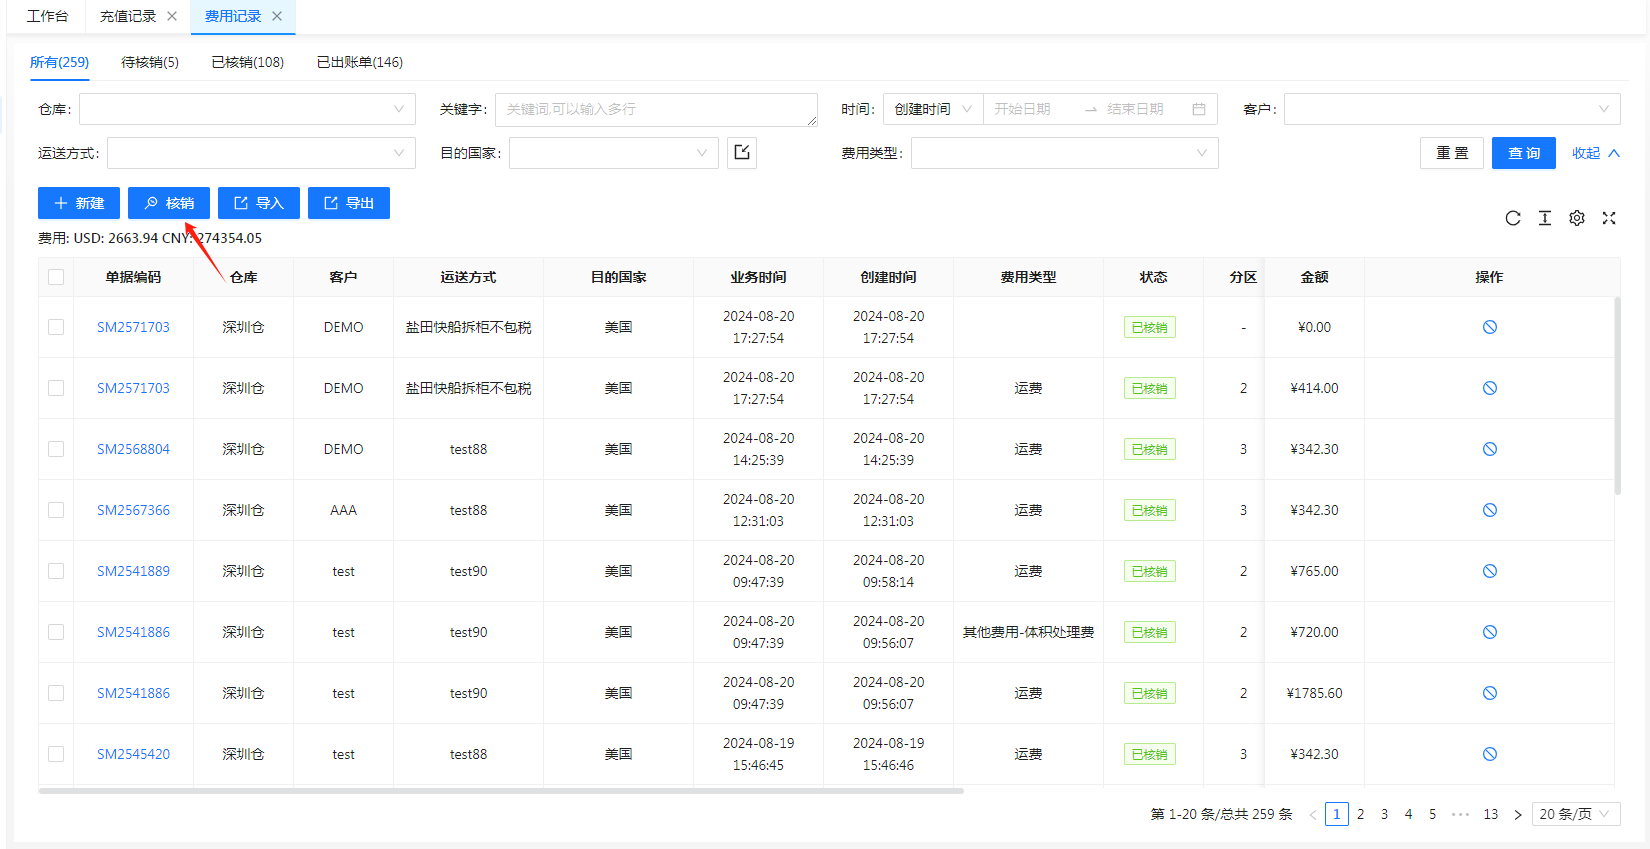 工作台 充值记录 费用记录
所有(259) 待核销(5) 已核销(108) 已出账单(146)
仓库: 关键字: 关键词,可以输入多行 时间: 创建时间 开始日期 结束日期 客户:
运送方式: 目的国家: 费用类型: 重 置 查 询 收起
新建 核销 导入 导出
费用: USD: 2663.94 CNY: 274354.05
单据编码 仓库 客户 运送方式 目的国家 业务时间 创建时间 费用类型 状态 分区 金额 操作
SM2571703 深圳仓 DEMO 盐田快船拆柜不包税 美国 2024-08-20 17:27:54 2024-08-20 17:27:54 已核销 - ¥0.00
SM2571703 深圳仓 DEMO 盐田快船拆柜不包税 美国 2024-08-20 17:27:54 2024-08-20 17:27:54 运费 已核销 2 ¥414.00
SM2568804 深圳仓 DEMO test88 美国 2024-08-20 14:25:39 2024-08-20 14:25:39 运费 已核销 3 ¥342.30
SM2567366 深圳仓 AAA test88 美国 2024-08-20 12:31:03 2024-08-20 12:31:03 运费 已核销 3 ¥342.30
SM2541889 深圳仓 test test90 美国 2024-08-20 09:47:39 2024-08-20 09:58:14 运费 已核销 2 ¥765.00
SM2541886 深圳仓 test test90 美国 2024-08-20 09:47:39 2024-08-20 09:56:07 其他费用-体积处理费 已核销 2 ¥720.00
SM2541886 深圳仓 test test90 美国 2024-08-20 09:47:39 2024-08-20 09:56:07 运费 已核销 2 ¥1785.60
SM2545420 深圳仓 test test88 美国 2024-08-19 15:46:45 2024-08-19 15:46:46 运费 已核销 3 ¥342.30
第 1-20 条/总共 259 条 1 2 3 4 5 ••• 13 20 条/页